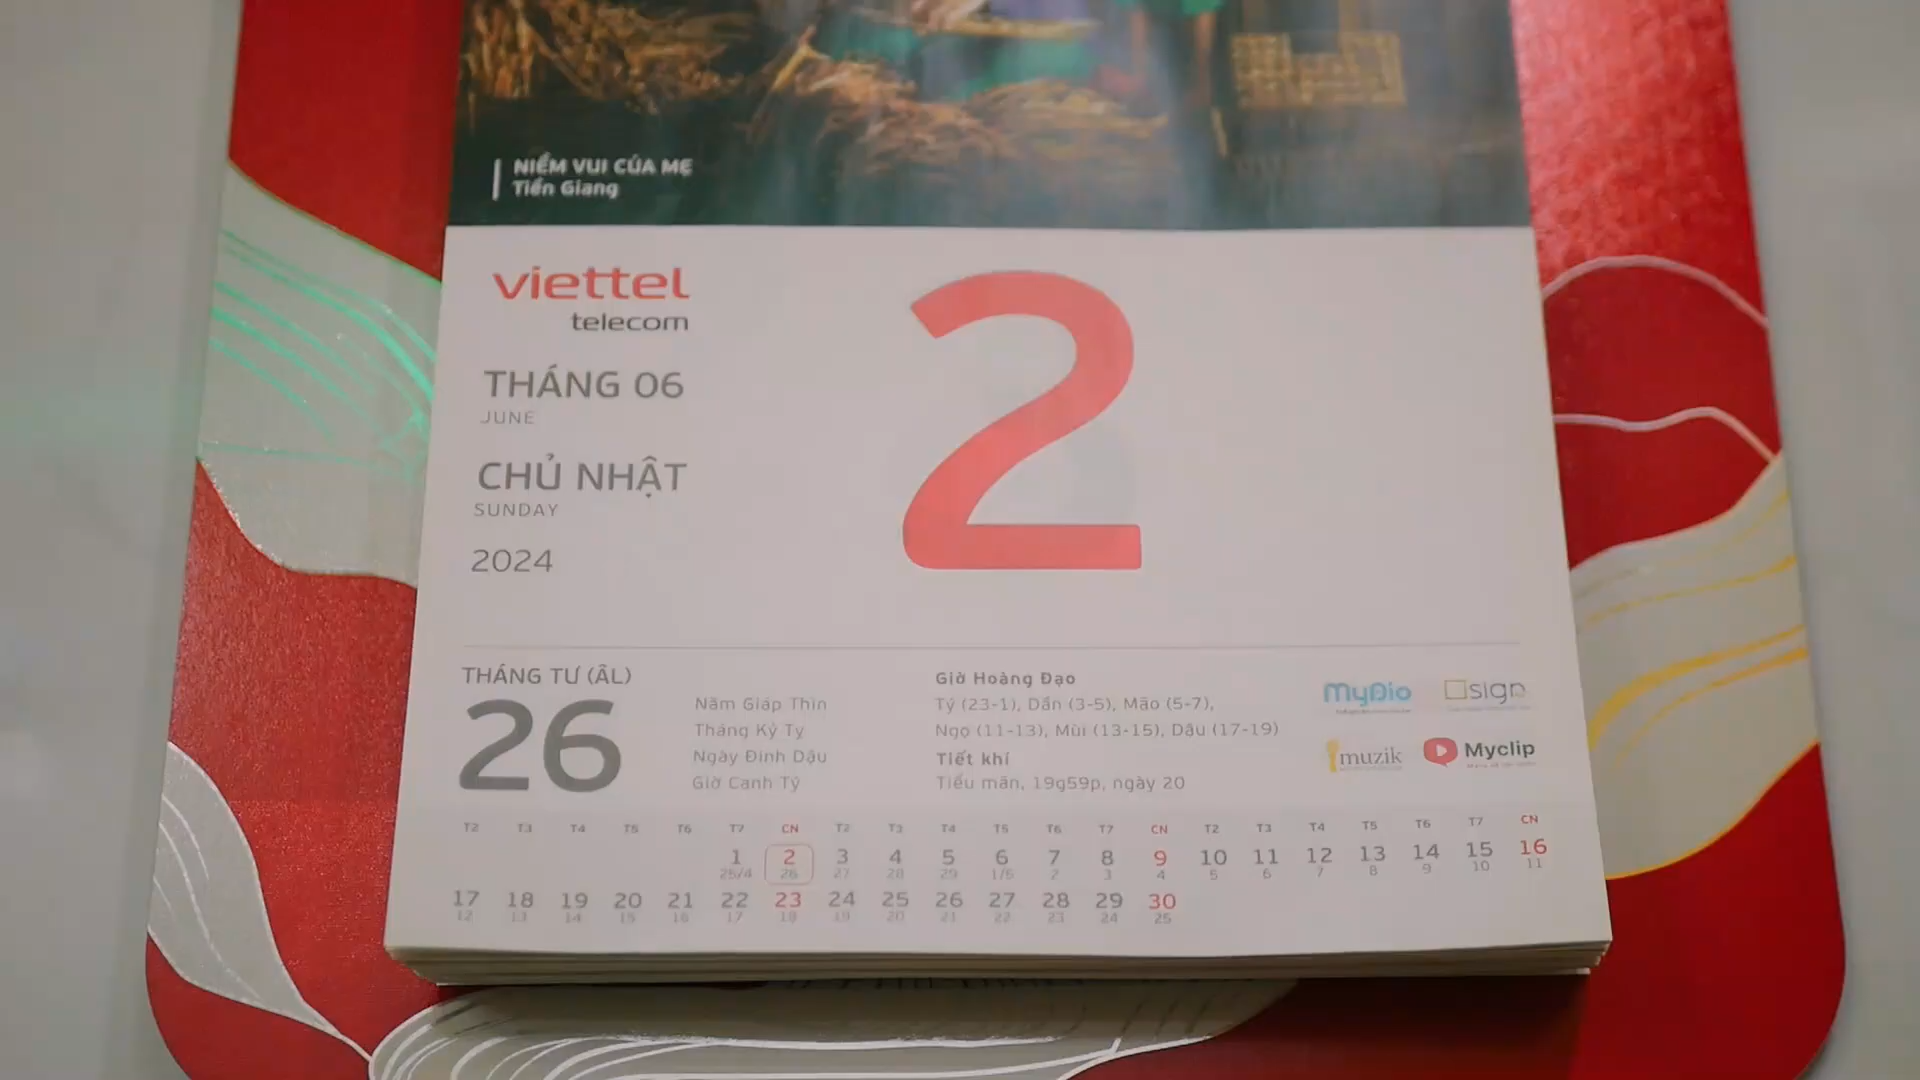 NIỀM VUI CỦA MẸ
Tiền Giang
viettel
telecom
THÁNG 06
JUNE
CHỦ NHẬT
SUNDAY
2024
2
THÁNG TƯ (ÂL)
26
Năm Giáp Thìn
Tháng Kỷ Tỵ
Ngày Đinh Dậu
Giờ Canh Tý
Giờ Hoàng Đạo
Tý (23-1), Dần (3-5), Mão (5-7),
Ngọ (11-13), Mùi (13-15), Dậu (17-19)
Tiết khí
Tiểu mãn, 19g59p, ngày 20
MyDio
sign
imuzik
Myclip
T2 T3 T4 T5 T6 T7 CN T2 T3 T4 T5 T6 T7 CN T2 T3 T4 T5 T6 T7 CN
1 2 3 4 5 6 7 8 9 10 11 12 13 14 15 16
25/4 26 27 28 29 1/5 2 3 4 5 6 7 8 9 10 11
17 18 19 20 21 22 23 24 25 26 27 28 29 30
12 13 14 15 16 17 18 19 20 21 22 23 24 25